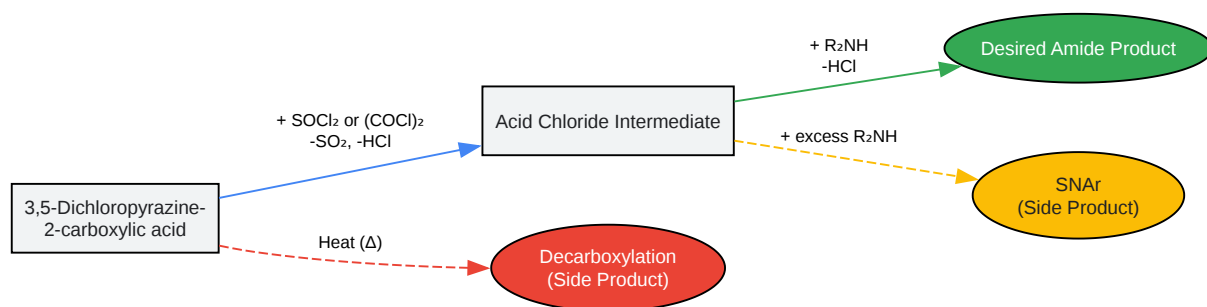 + R₂NH
-HCl
Desired Amide Product
+ SOCl₂ or (COCl)₂
-SO₂, -HCl
Acid Chloride Intermediate
+ excess R₂NH
SNAr
(Side Product)
3,5-Dichloropyrazine-
2-carboxylic acid
Heat (Δ)
Decarboxylation
(Side Product)